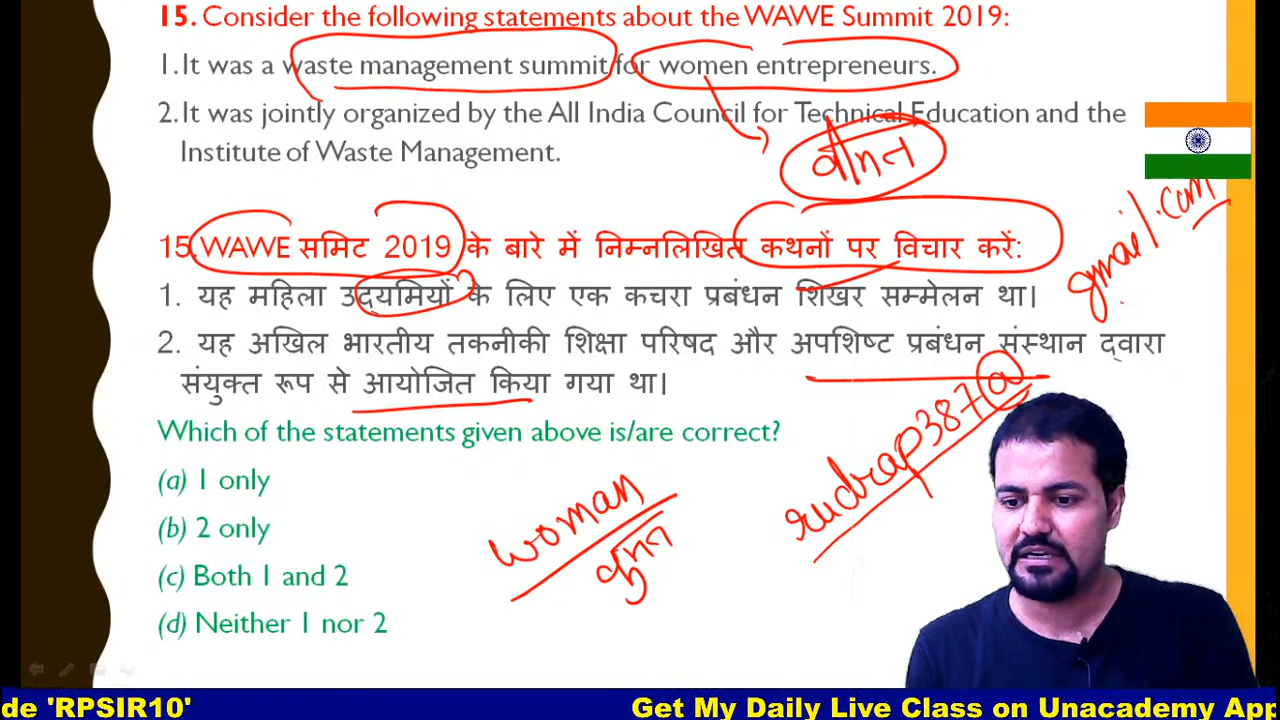 15. Consider the following statements about the WAWE Summit 2019:
1. It was a waste management summit for women entrepreneurs.
2. It was jointly organized by the All India Council for Technical Education and the
Institute of Waste Management.
वीमेन
gmail.com
15. WAWE समिट 2019 के बारे में निम्नलिखित कथनों पर विचार करें:
1. यह महिला उद्यमियों के लिए एक कचरा प्रबंधन शिखर सम्मेलन था।
2. यह अखिल भारतीय तकनीकी शिक्षा परिषद और अपशिष्ट प्रबंधन संस्थान द्वारा
संयुक्त रूप से आयोजित किया गया था।
rudrap387@
Which of the statements given above is/are correct?
(a) 1 only
(b) 2 only
(c) Both 1 and 2
(d) Neither 1 nor 2
woman
de 'RPSIR10'
Get My Daily Live Class on Unacademy App